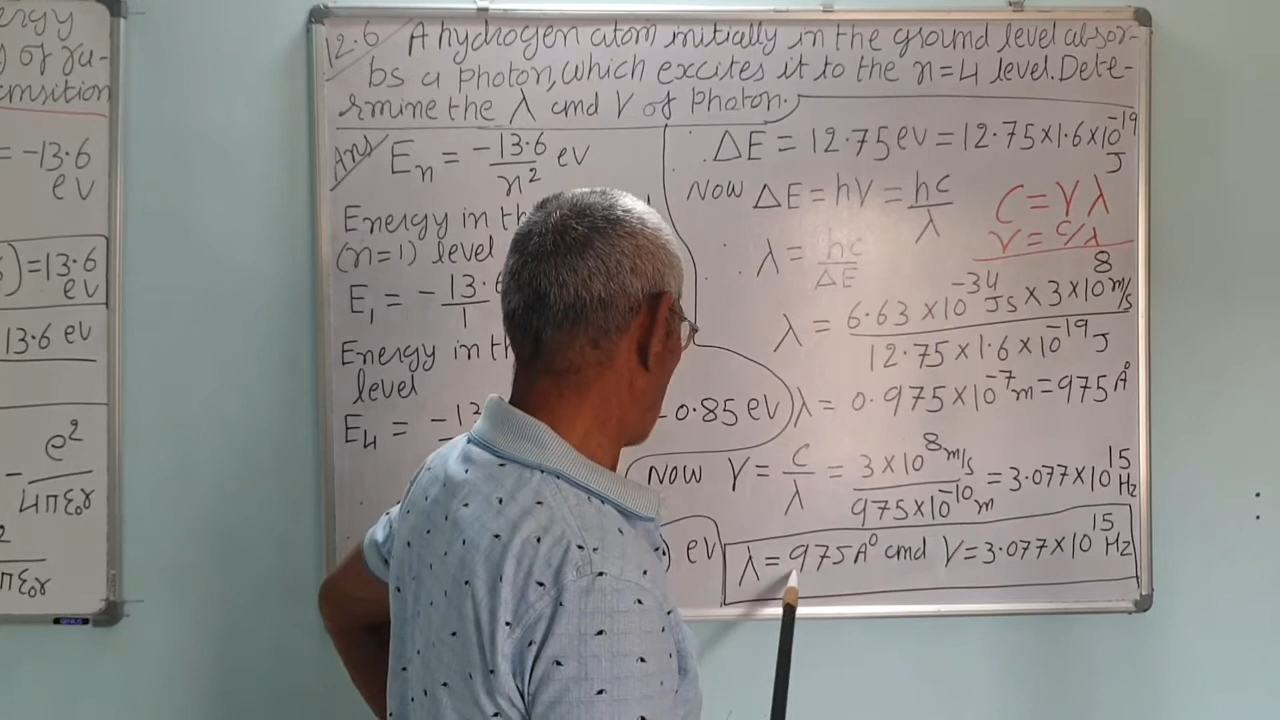 ergy
y of ra-
ansition
= -13.6
ev
) = 13.6
ev
13.6 ev
- e²/4πε₀r
πε₀r
12.6 A hydrogen atom initially in the ground level absor-
bs a photon, which excites it to the n=4 level. Dete-
rmine the λ and ν of photon.
Ans
Eₙ = -13.6/n² ev
Energy in th
(n=1) level
E₁ = -13.6/1
Energy in th
level
E₄ = -13
-0.85 ev
) ev
ΔE = 12.75 ev = 12.75×1.6×10⁻¹⁹ J
Now ΔE = hν = hc/λ
C = νλ
ν = c/λ
λ = hc/ΔE
λ = 6.63×10⁻³⁴ Js × 3×10⁸ m/s / 12.75×1.6×10⁻¹⁹ J
λ = 0.975×10⁻⁷ m = 975 A°
Now ν = c/λ = 3×10⁸ m/s / 975×10⁻¹⁰ m = 3.077×10¹⁵ Hz
λ = 975 A° and ν = 3.077×10¹⁵ Hz